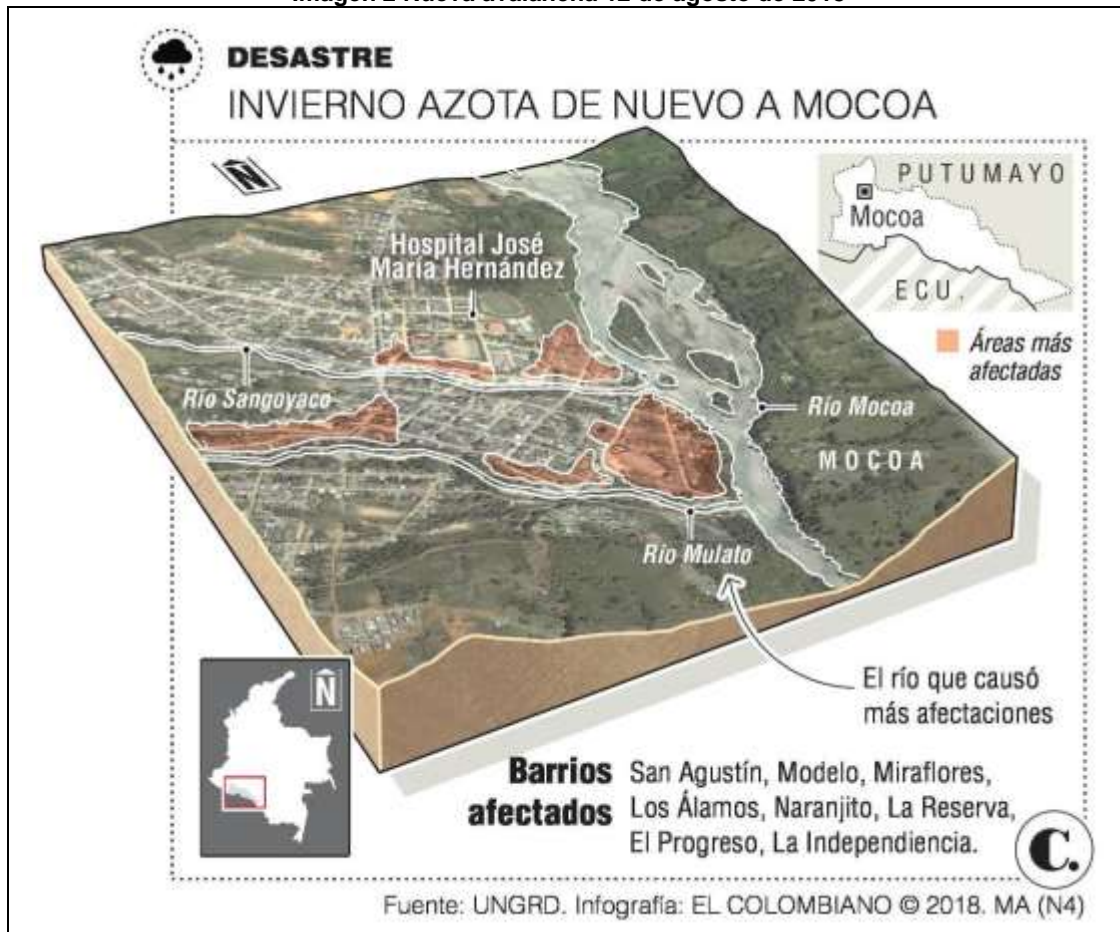 DESASTRE
INVIERNO AZOTA DE NUEVO A MOCOA
N
PUTUMAYO
Mocoa
ECU.
Áreas más
afectadas
Hospital José
María Hernández
Río Sangoyaco
Río Mocoa
MOCOA
Río Mulato
El río que causó
más afectaciones
N
Barrios
afectados
San Agustín, Modelo, Miraflores,
Los Álamos, Naranjito, La Reserva,
El Progreso, La Independiencia.
C.
Fuente: UNGRD. Infografía: EL COLOMBIANO © 2018. MA (N4)